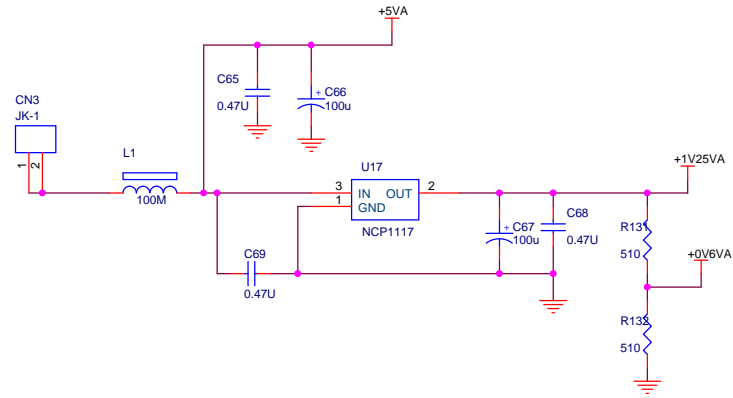 +5VA
C65
0.47U
+ C66
100u
CN3
JK-1
1
2
L1
100M
U17
3 IN OUT 2
1 GND
NCP1117
+1V25VA
+ C67
100u
C68
0.47U
R131
510
+0V6VA
C69
0.47U
R132
510